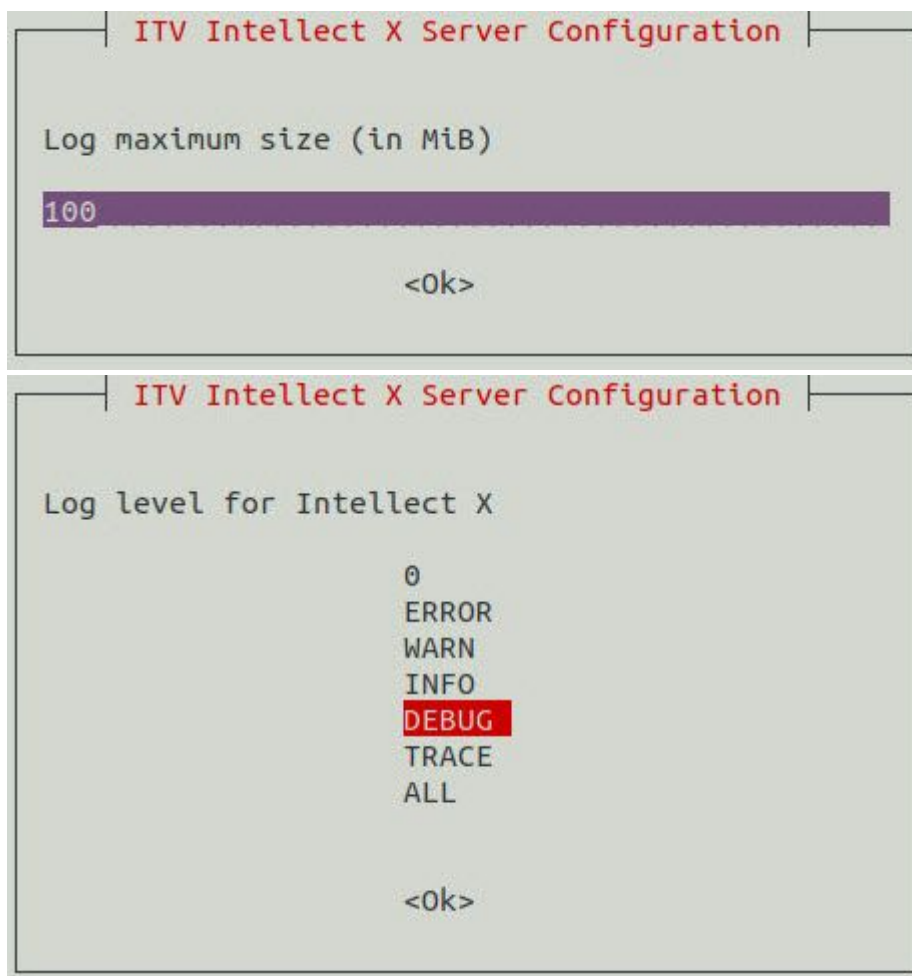 ITV Intellect X Server Configuration
Log maximum size (in MiB)
100
<Ok>
ITV Intellect X Server Configuration
Log level for Intellect X
0
ERROR
WARN
INFO
DEBUG
TRACE
ALL
<Ok>